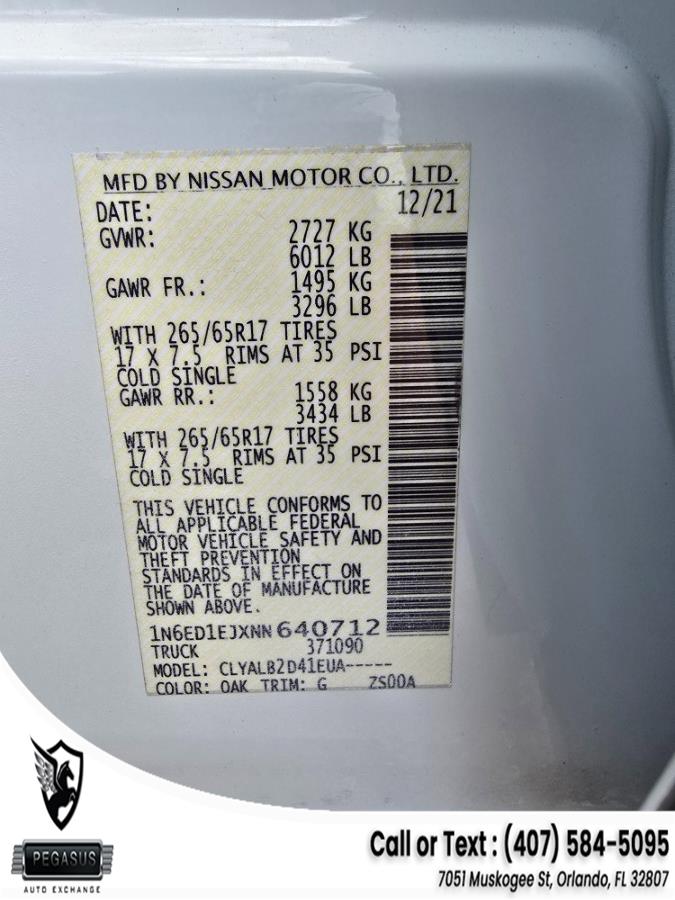 MFD BY NISSAN MOTOR CO., LTD.
DATE: 12/21
GVWR: 2727 KG
6012 LB
GAWR FR.: 1495 KG
3296 LB
WITH 265/65R17 TIRES
17 X 7.5 RIMS AT 35 PSI
COLD SINGLE
GAWR RR.: 1558 KG
3434 LB
WITH 265/65R17 TIRES
17 X 7.5 RIMS AT 35 PSI
COLD SINGLE
THIS VEHICLE CONFORMS TO
ALL APPLICABLE FEDERAL
MOTOR VEHICLE SAFETY AND
THEFT PREVENTION
STANDARDS IN EFFECT ON
THE DATE OF MANUFACTURE
SHOWN ABOVE.
1N6ED1EJXNN640712
TRUCK 371090
MODEL: CLYALB2D41EUA-----
COLOR: QAK TRIM: G ZS00A
PEGASUS
AUTO EXCHANGE
Call or Text : (407) 584-5095
7051 Muskogee St, Orlando, FL 32807